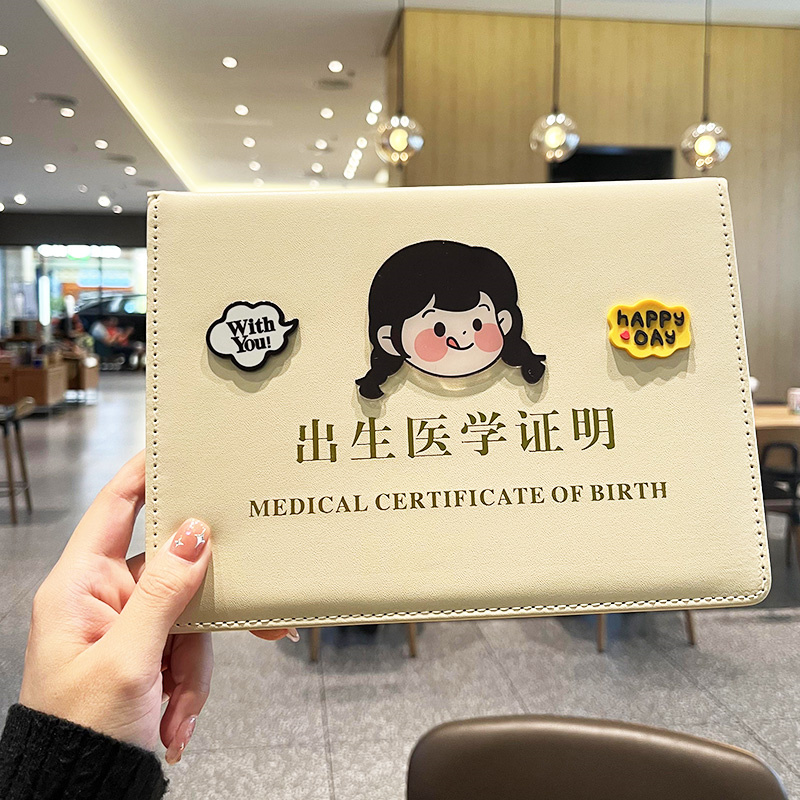 With
You!
HAPPY
DAY
出生医学证明
MEDICAL CERTIFICATE OF BIRTH